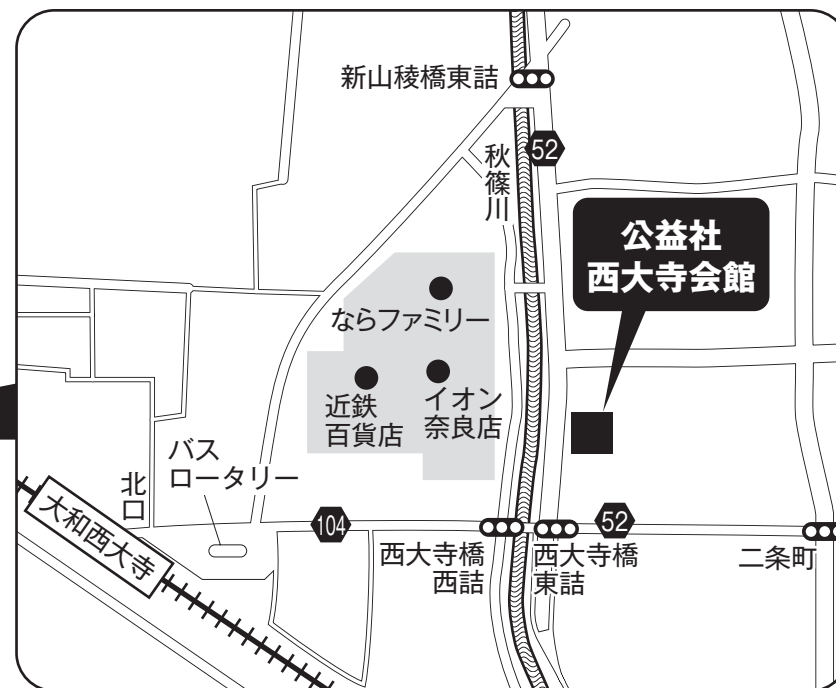 新山稜橋東詰
52
秋篠川
公益社
西大寺会館
ならファミリー
近鉄
百貨店
イオン
奈良店
バス
ロータリー
北口
大和西大寺
104
52
西大寺橋
西詰
西大寺橋
東詰
二条町